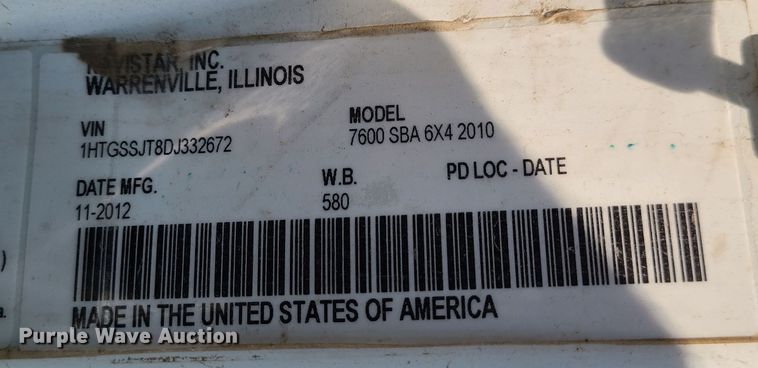 NAVISTAR, INC.
WARRENVILLE, ILLINOIS
VIN
1HTGSSJT8DJ332672
MODEL
7600 SBA 6X4 2010
DATE MFG.
11-2012
W.B.
580
PD LOC - DATE
MADE IN THE UNITED STATES OF AMERICA
)
a.
Purple Wave Auction